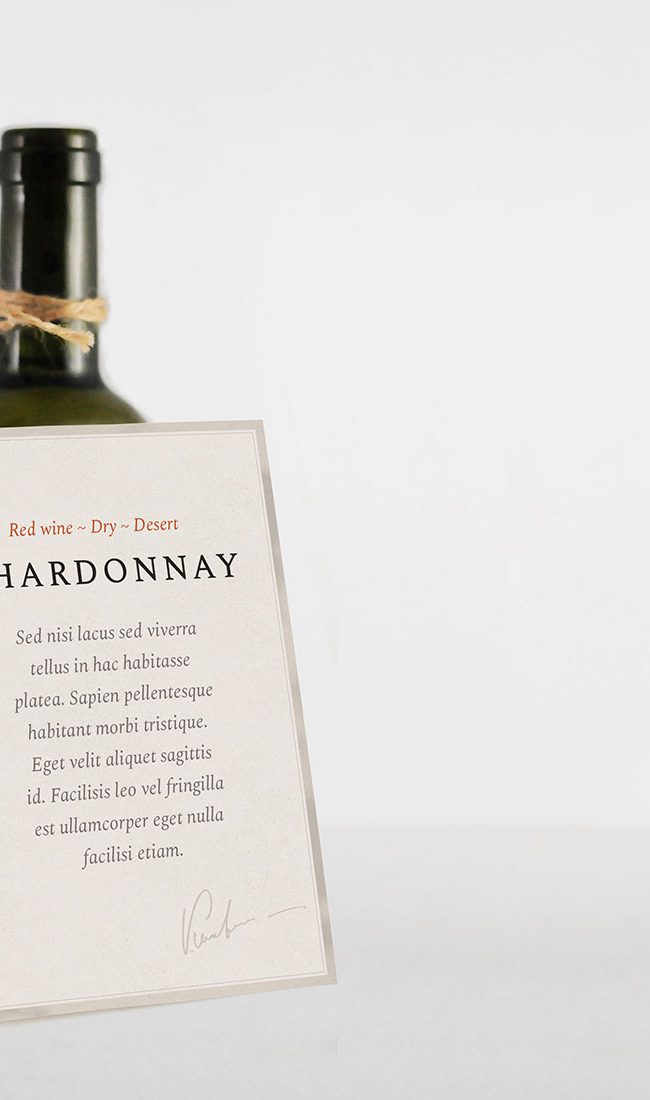 Red wine ~ Dry ~ Desert
HARDONNAY
Sed nisi lacus sed viverra
tellus in hac habitasse
platea. Sapien pellentesque
habitant morbi tristique.
Eget velit aliquet sagittis
id. Facilisis leo vel fringilla
est ullamcorper eget nulla
facilisi etiam.